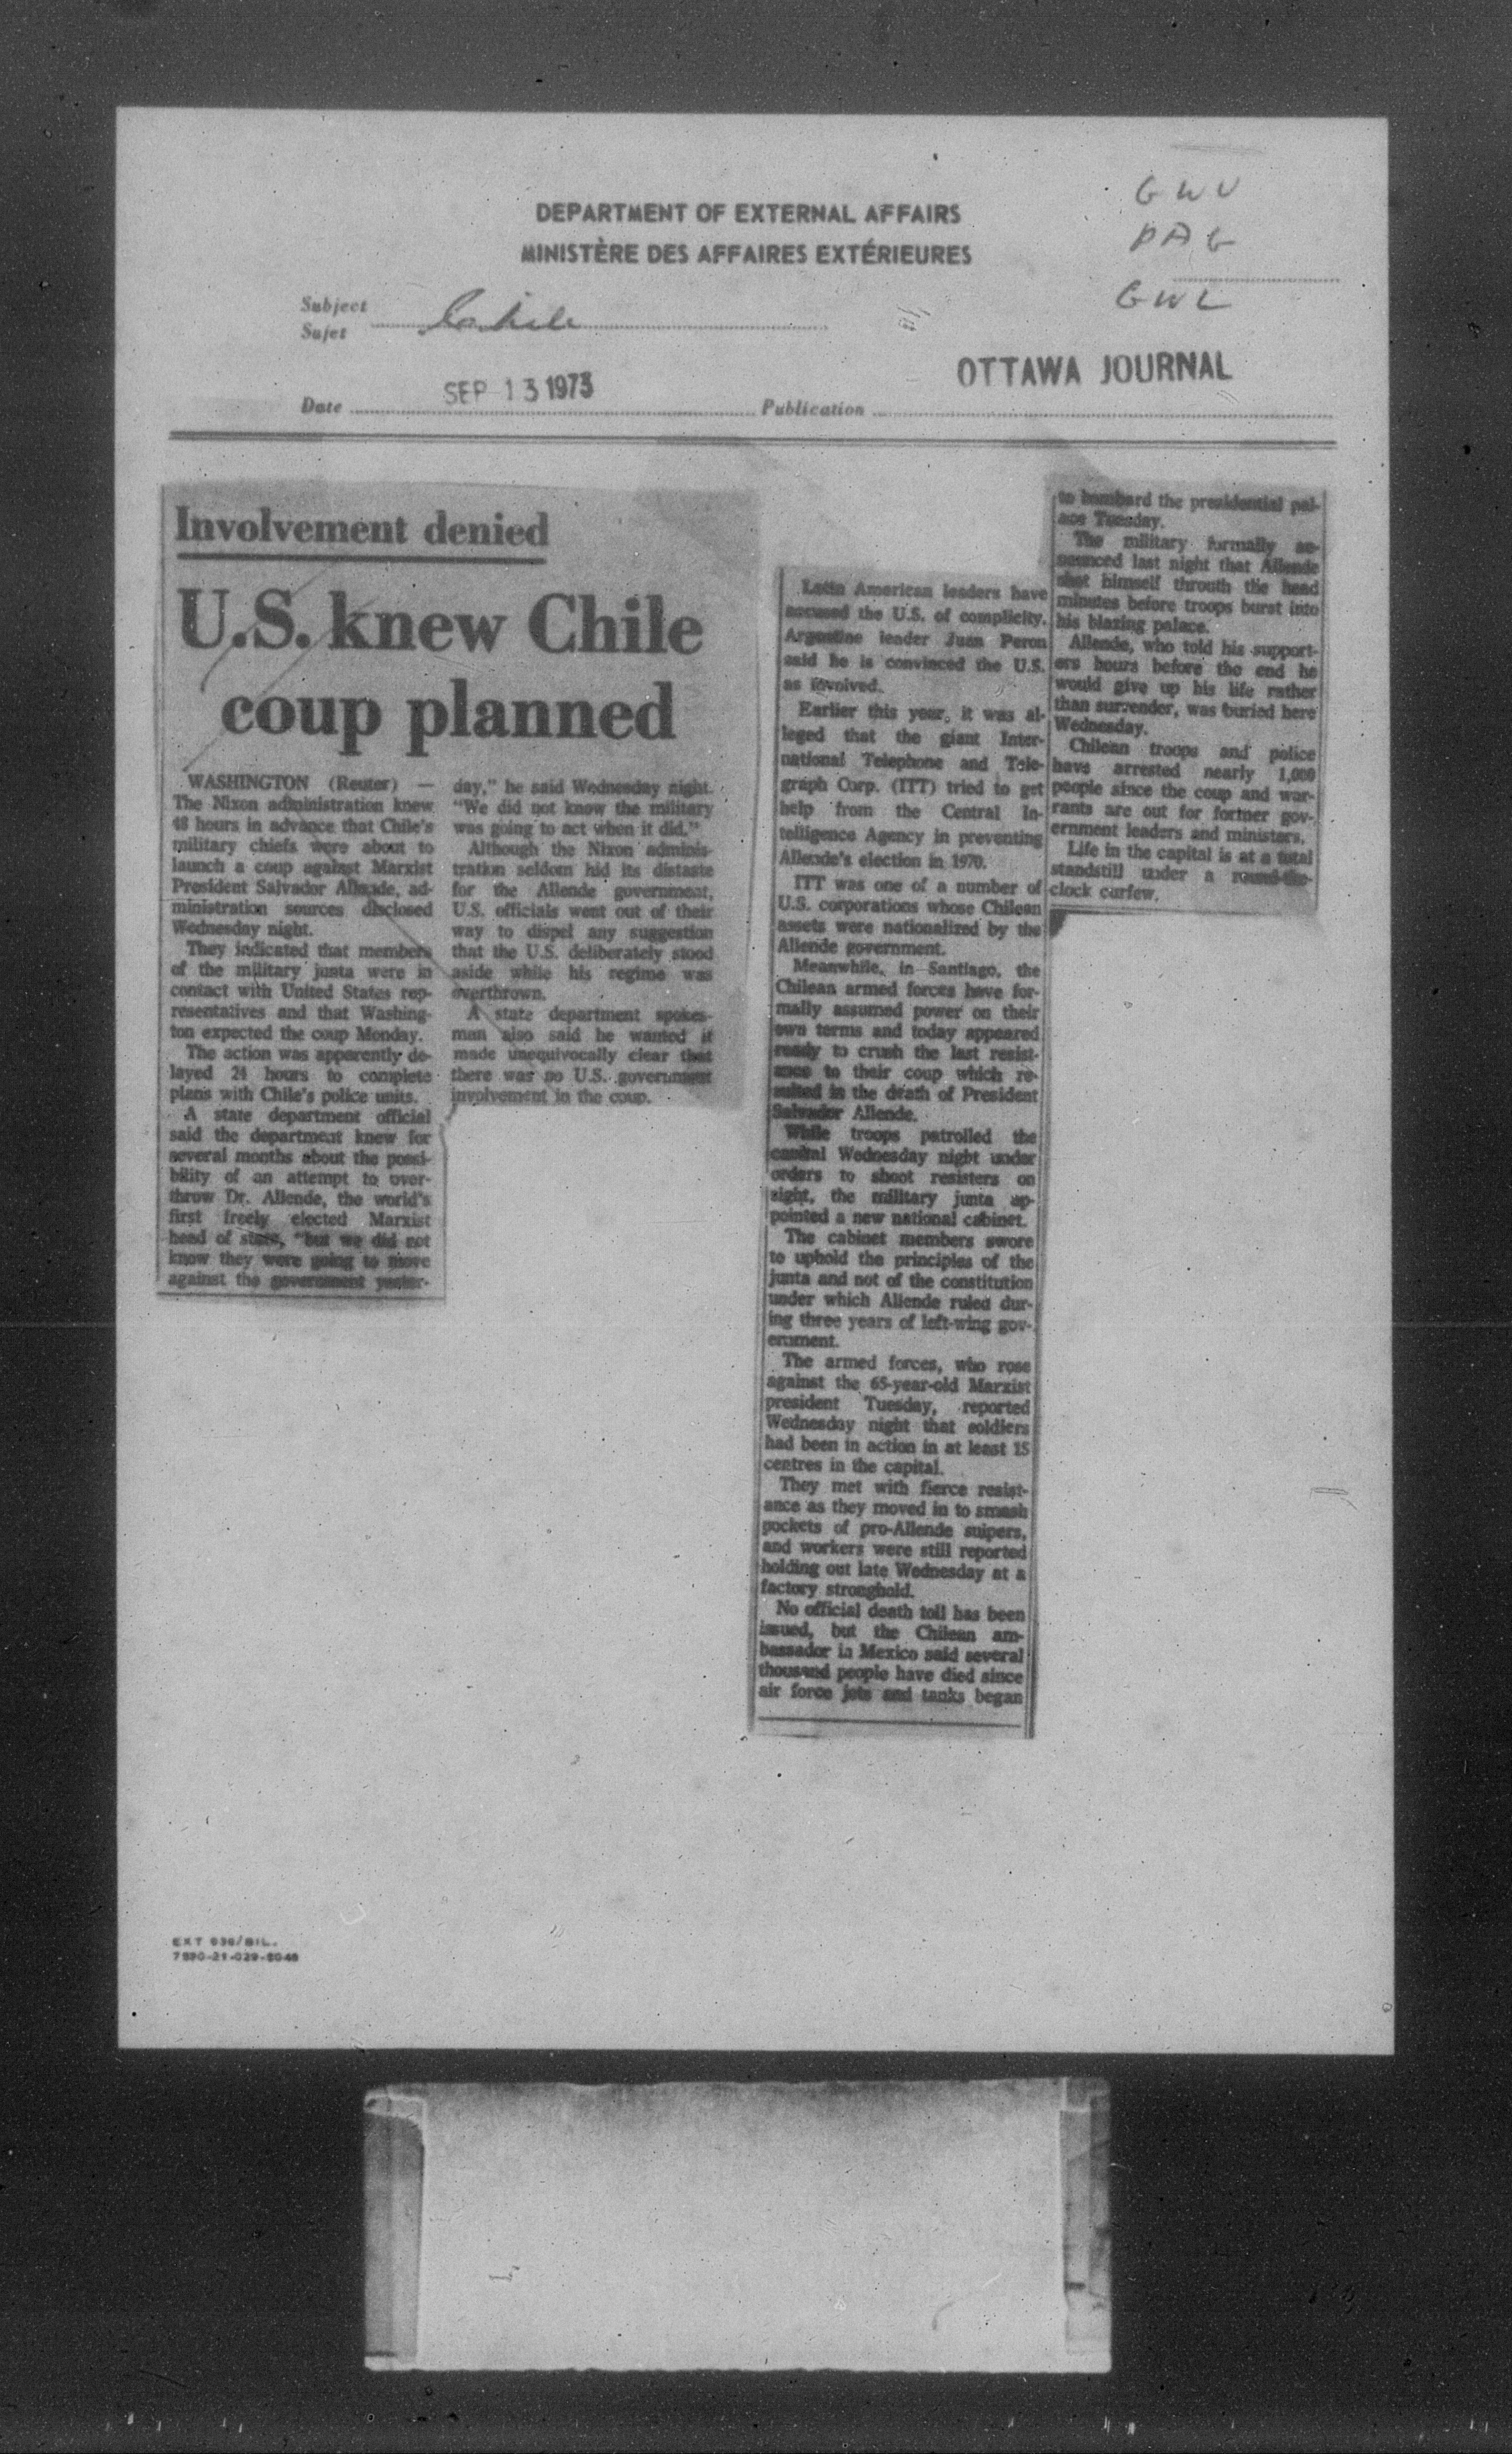 GWU
PAG
GWL
DEPARTMENT OF EXTERNAL AFFAIRS
MINISTÈRE DES AFFAIRES EXTÉRIEURES
Subject
Sujet
Chile
OTTAWA JOURNAL
Date
SEP 13 1973
Publication
Involvement denied
U.S. knew Chile
coup planned
WASHINGTON (Reuter) —
The Nixon administration knew
48 hours in advance that Chile's
military chiefs were about to
launch a coup against Marxist
President Salvador Allende, ad-
ministration sources disclosed
Wednesday night.
They indicated that members
of the military junta were in
contact with United States rep-
resentatives and that Washing-
ton expected the coup Monday.
The action was apparently de-
layed 24 hours to complete
plans with Chile's police units.
A state department official
said the department knew for
several months about the possi-
bility of an attempt to over-
throw Dr. Allende, the world's
first freely elected Marxist
head of state, "but we did not
know they were going to move
against the government yester-
day," he said Wednesday night.
"We did not know the military
was going to act when it did."
Although the Nixon adminis-
tration seldom hid its distaste
for the Allende government,
U.S. officials went out of their
way to dispel any suggestion
that the U.S. deliberately stood
aside while his regime was
overthrown.
A state department spokes-
man also said he wanted it
made unequivocally clear that
there was no U.S. government
involvement in the coup.
Latin American leaders have
accused the U.S. of complicity.
Argentine leader Juan Peron
said he is convinced the U.S.
as involved.
Earlier this year, it was al-
leged that the giant Inter-
national Telephone and Tele-
graph Corp. (ITT) tried to get
help from the Central In-
telligence Agency in preventing
Allende's election in 1970.
ITT was one of a number of
U.S. corporations whose Chilean
assets were nationalized by the
Allende government.
Meanwhile, in Santiago, the
Chilean armed forces have for-
mally assumed power on their
own terms and today appeared
ready to crush the last resist-
ance to their coup which re-
sulted in the death of President
Salvador Allende.
While troops patrolled the
capital Wednesday night under
orders to shoot resisters on
sight, the military junta ap-
pointed a new national cabinet.
The cabinet members swore
to uphold the principles of the
junta and not of the constitution
under which Allende ruled dur-
ing three years of left-wing gov-
ernment.
The armed forces, who rose
against the 65-year-old Marxist
president Tuesday, reported
Wednesday night that soldiers
had been in action in at least 15
centres in the capital.
They met with fierce resist-
ance as they moved in to smash
pockets of pro-Allende snipers,
and workers were still reported
holding out late Wednesday at a
factory stronghold.
No official death toll has been
issued, but the Chilean am-
bassador in Mexico said several
thousand people have died since
air force jets and tanks began
to bombard the presidential pal-
ace Tuesday.
The military formally an-
nounced last night that Allende
shot himself throuth the head
minutes before troops burst into
his blazing palace.
Allende, who told his support-
ers hours before the end he
would give up his life rather
than surrender, was buried here
Wednesday.
Chilean troops and police
have arrested nearly 1,000
people since the coup and war-
rants are out for former gov-
ernment leaders and ministers.
Life in the capital is at a total
standstill under a round-the-
clock curfew.
EXT